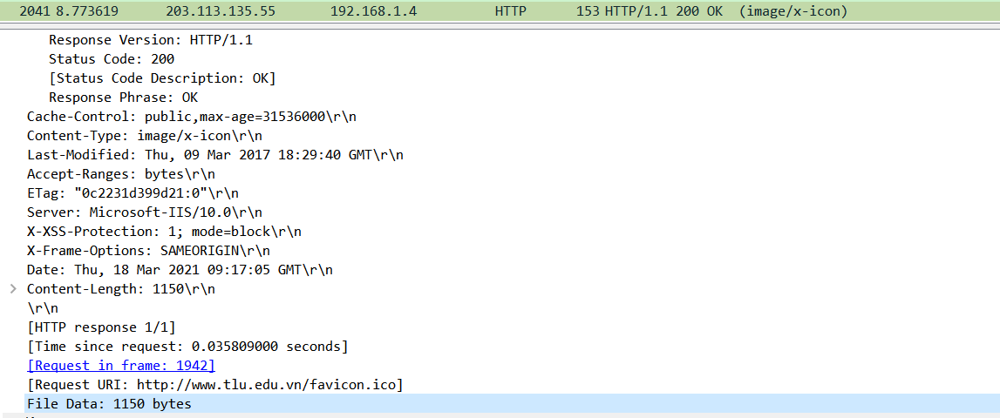 2041 8.773619 203.113.135.55 192.168.1.4 HTTP 153 HTTP/1.1 200 OK (image/x-icon)
Response Version: HTTP/1.1
Status Code: 200
[Status Code Description: OK]
Response Phrase: OK
Cache-Control: public,max-age=31536000\r\n
Content-Type: image/x-icon\r\n
Last-Modified: Thu, 09 Mar 2017 18:29:40 GMT\r\n
Accept-Ranges: bytes\r\n
ETag: "0c2231d399d21:0"\r\n
Server: Microsoft-IIS/10.0\r\n
X-XSS-Protection: 1; mode=block\r\n
X-Frame-Options: SAMEORIGIN\r\n
Date: Thu, 18 Mar 2021 09:17:05 GMT\r\n
Content-Length: 1150\r\n
\r\n
[HTTP response 1/1]
[Time since request: 0.035809000 seconds]
[Request in frame: 1942]
[Request URI: http://www.tlu.edu.vn/favicon.ico]
File Data: 1150 bytes